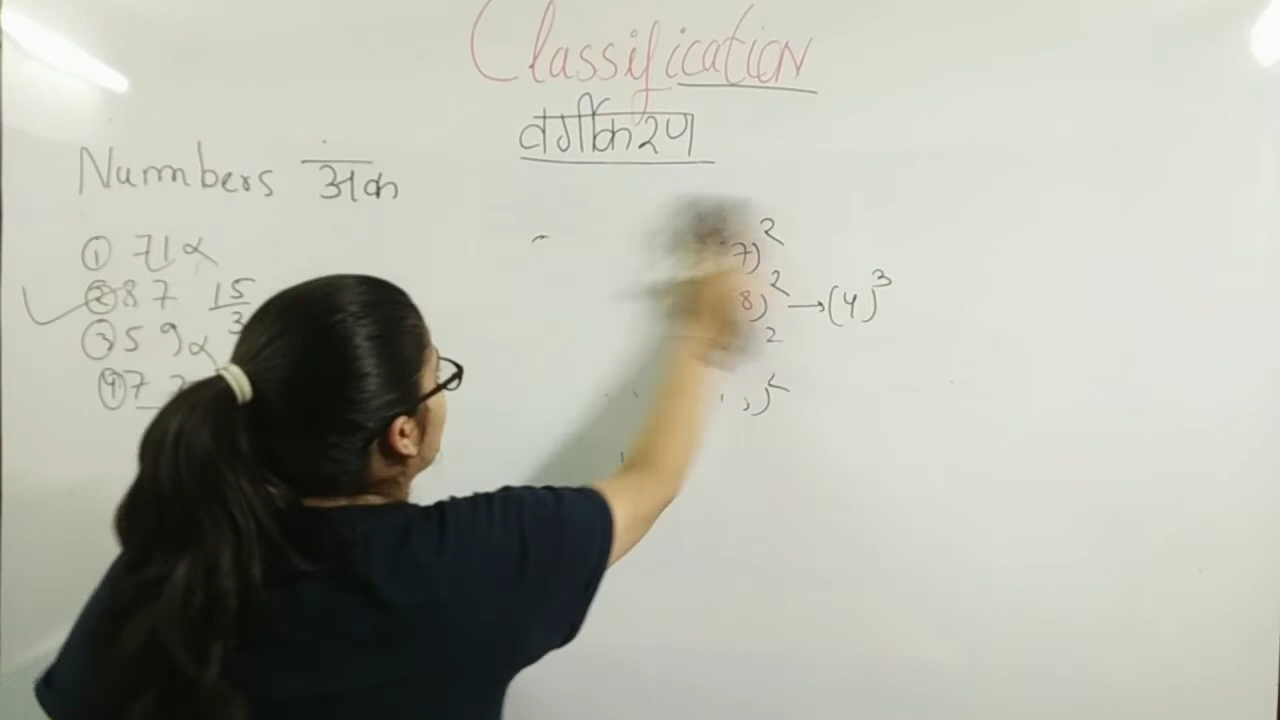 Classification
वर्गीकरण
Numbers अंक
① 71 ×
② 87 15/3
③ 59 ×
④ 7
7)²
8)² → (4)³
2
)²